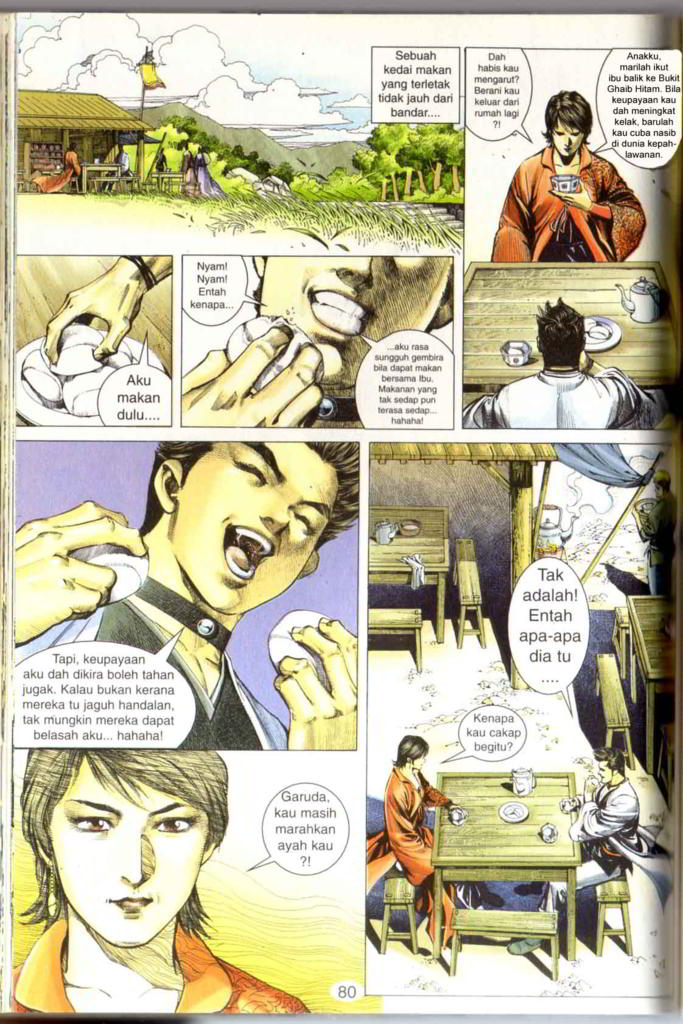 Sebuah
kedai makan
yang terletak
tidak jauh dari
bandar....
Dah
habis kau
mengarut?
Berani kau
keluar dari
rumah lagi
?!
Anakku,
marilah ikut
ibu balik ke Bukit
Ghaib Hitam. Bila
keupayaan kau
dah meningkat
kelak, barulah
kau cuba nasib
di dunia kepah-
lawanan.
Aku
makan
dulu....
Nyam!
Nyam!
Entah
kenapa...
...aku rasa
sungguh gembira
bila dapat makan
bersama Ibu.
Makanan yang
tak sedap pun
terasa sedap...
hahaha!
Tapi, keupayaan
aku dah dikira boleh tahan
jugak. Kalau bukan kerana
mereka tu jaguh handalan,
tak mungkin mereka dapat
belasah aku... hahaha!
Garuda,
kau masih
marahkan
ayah kau
?!
Tak
adalah!
Entah
apa-apa
dia tu
....
Kenapa
kau cakap
begitu?
80